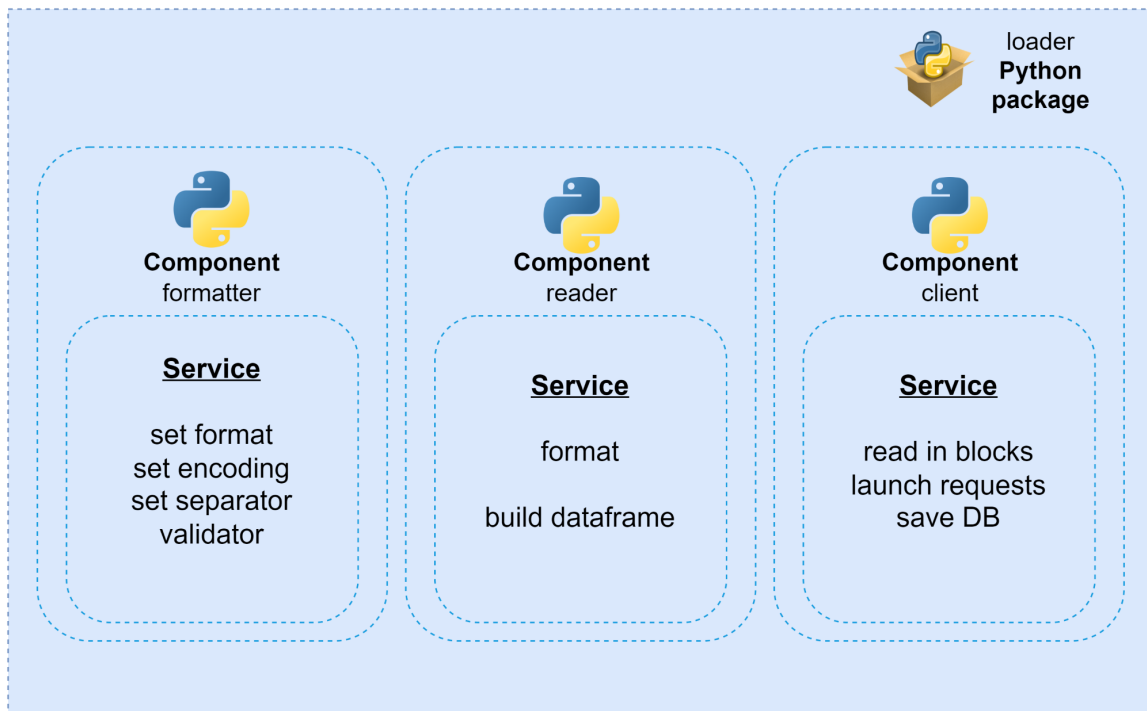 loader
Python
package
Component
formatter
Service
set format
set encoding
set separator
validator
Component
reader
Service
format
build dataframe
Component
client
Service
read in blocks
launch requests
save DB